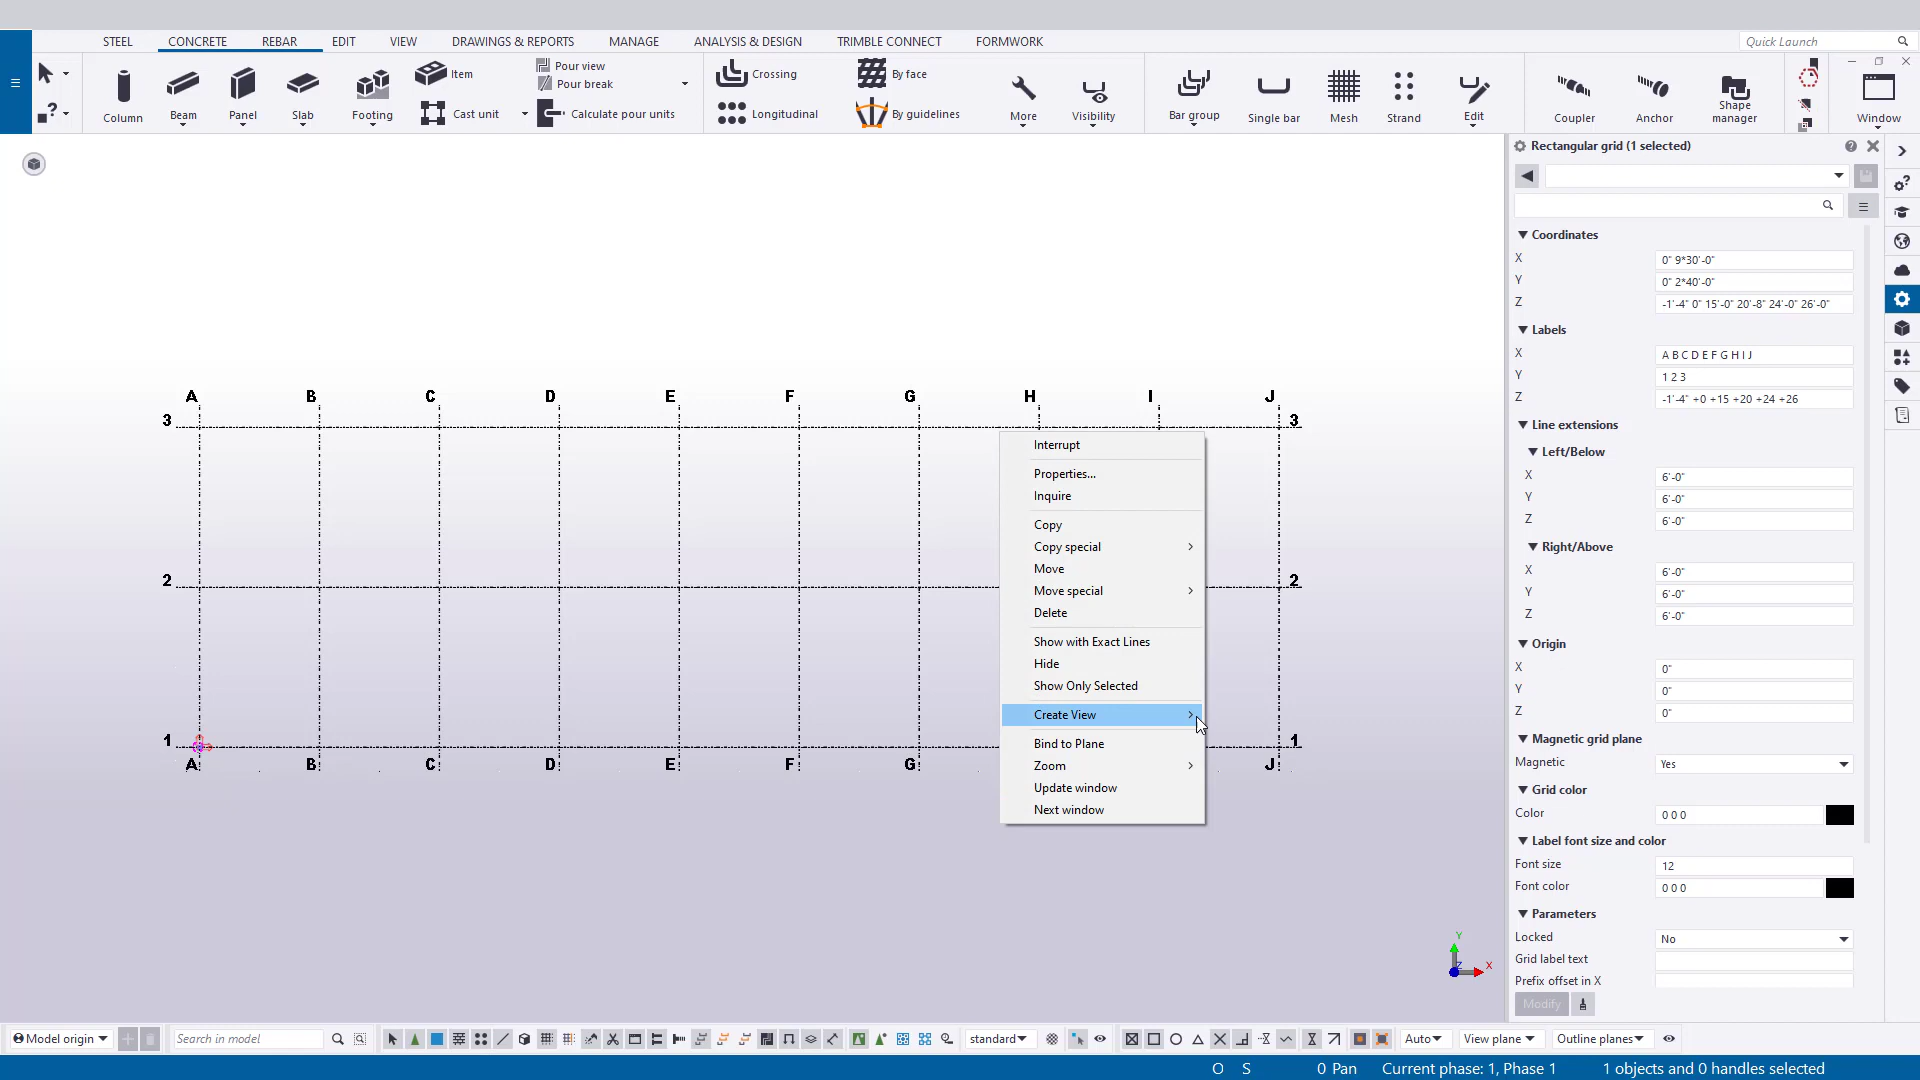 STEEL CONCRETE REBAR EDIT VIEW DRAWINGS & REPORTS MANAGE ANALYSIS & DESIGN TRIMBLE CONNECT FORMWORK Quick Launch
Column
Beam
Panel
Slab
Footing
Item
Cast unit
Pour view
Pour break
Calculate pour units
Crossing
Longitudinal
By face
By guidelines
More
Visibility
Bar group
Single bar
Mesh
Strand
Edit
Coupler
Anchor
Shape manager
Window
A B C D E F G H I J
3 3
2 2
1 1
A B C D E F G J
Interrupt
Properties...
Inquire
Copy
Copy special
Move
Move special
Delete
Show with Exact Lines
Hide
Show Only Selected
Create View
Bind to Plane
Zoom
Update window
Next window
Y
Z X
Rectangular grid (1 selected)
Coordinates
X 0" 9*30'-0"
Y 0" 2*40'-0"
Z -1'-4" 0" 15'-0" 20'-8" 24'-0" 26'-0"
Labels
X A B C D E F G H I J
Y 1 2 3
Z -1'-4" +0 +15 +20 +24 +26
Line extensions
Left/Below
X 6'-0"
Y 6'-0"
Z 6'-0"
Right/Above
X 6'-0"
Y 6'-0"
Z 6'-0"
Origin
X 0"
Y 0"
Z 0"
Magnetic grid plane
Magnetic Yes
Grid color
Color 0 0 0
Label font size and color
Font size 12
Font color 0 0 0
Parameters
Locked No
Grid label text
Prefix offset in X
Modify
Model origin Search in model standard Auto View plane Outline planes
O S 0 Pan Current phase: 1, Phase 1 1 objects and 0 handles selected